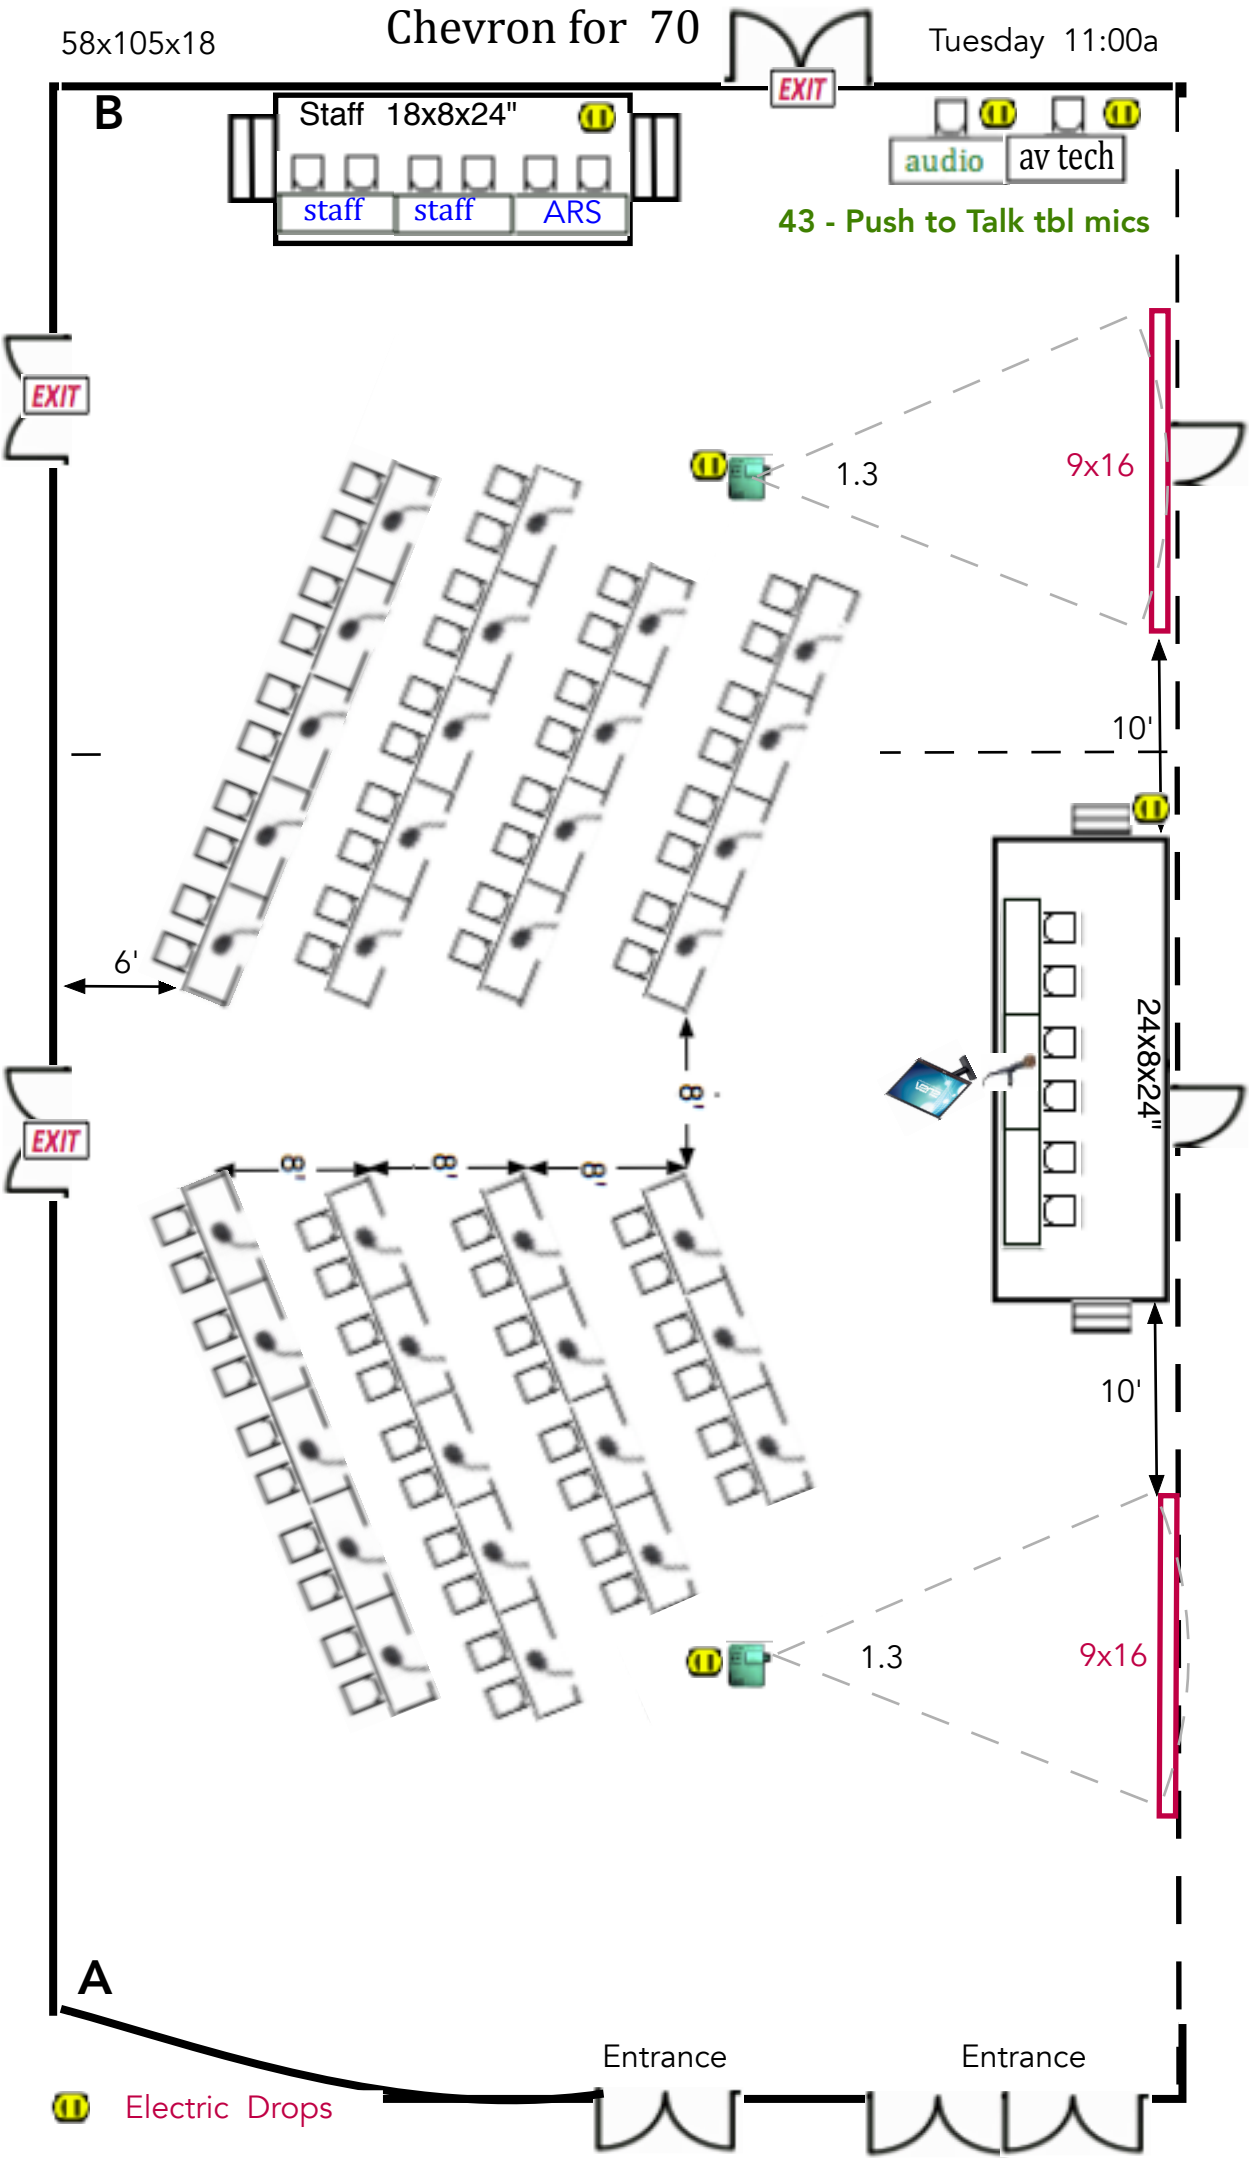 Chevron for 70
58x105x18
Tuesday 11:00a
EXIT
B
Staff 18x8x24"
staff
staff
ARS
audio
av tech
43 - Push to Talk tbl mics
EXIT
1.3
9x16
10'
6'
24x8x24"
8'
EXIT
8'
8'
8'
10'
1.3
9x16
A
Entrance
Entrance
Electric Drops